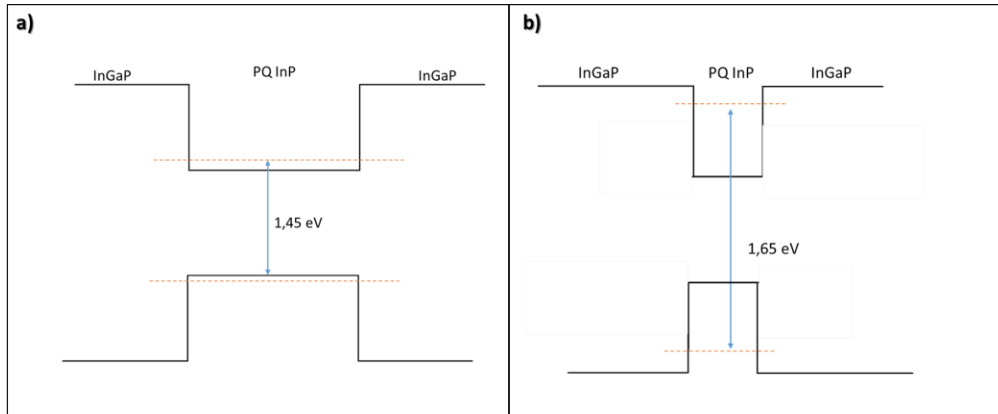 a)
InGaP
PQ InP
InGaP
1,45 eV
b)
InGaP
PQ InP
InGaP
1,65 eV